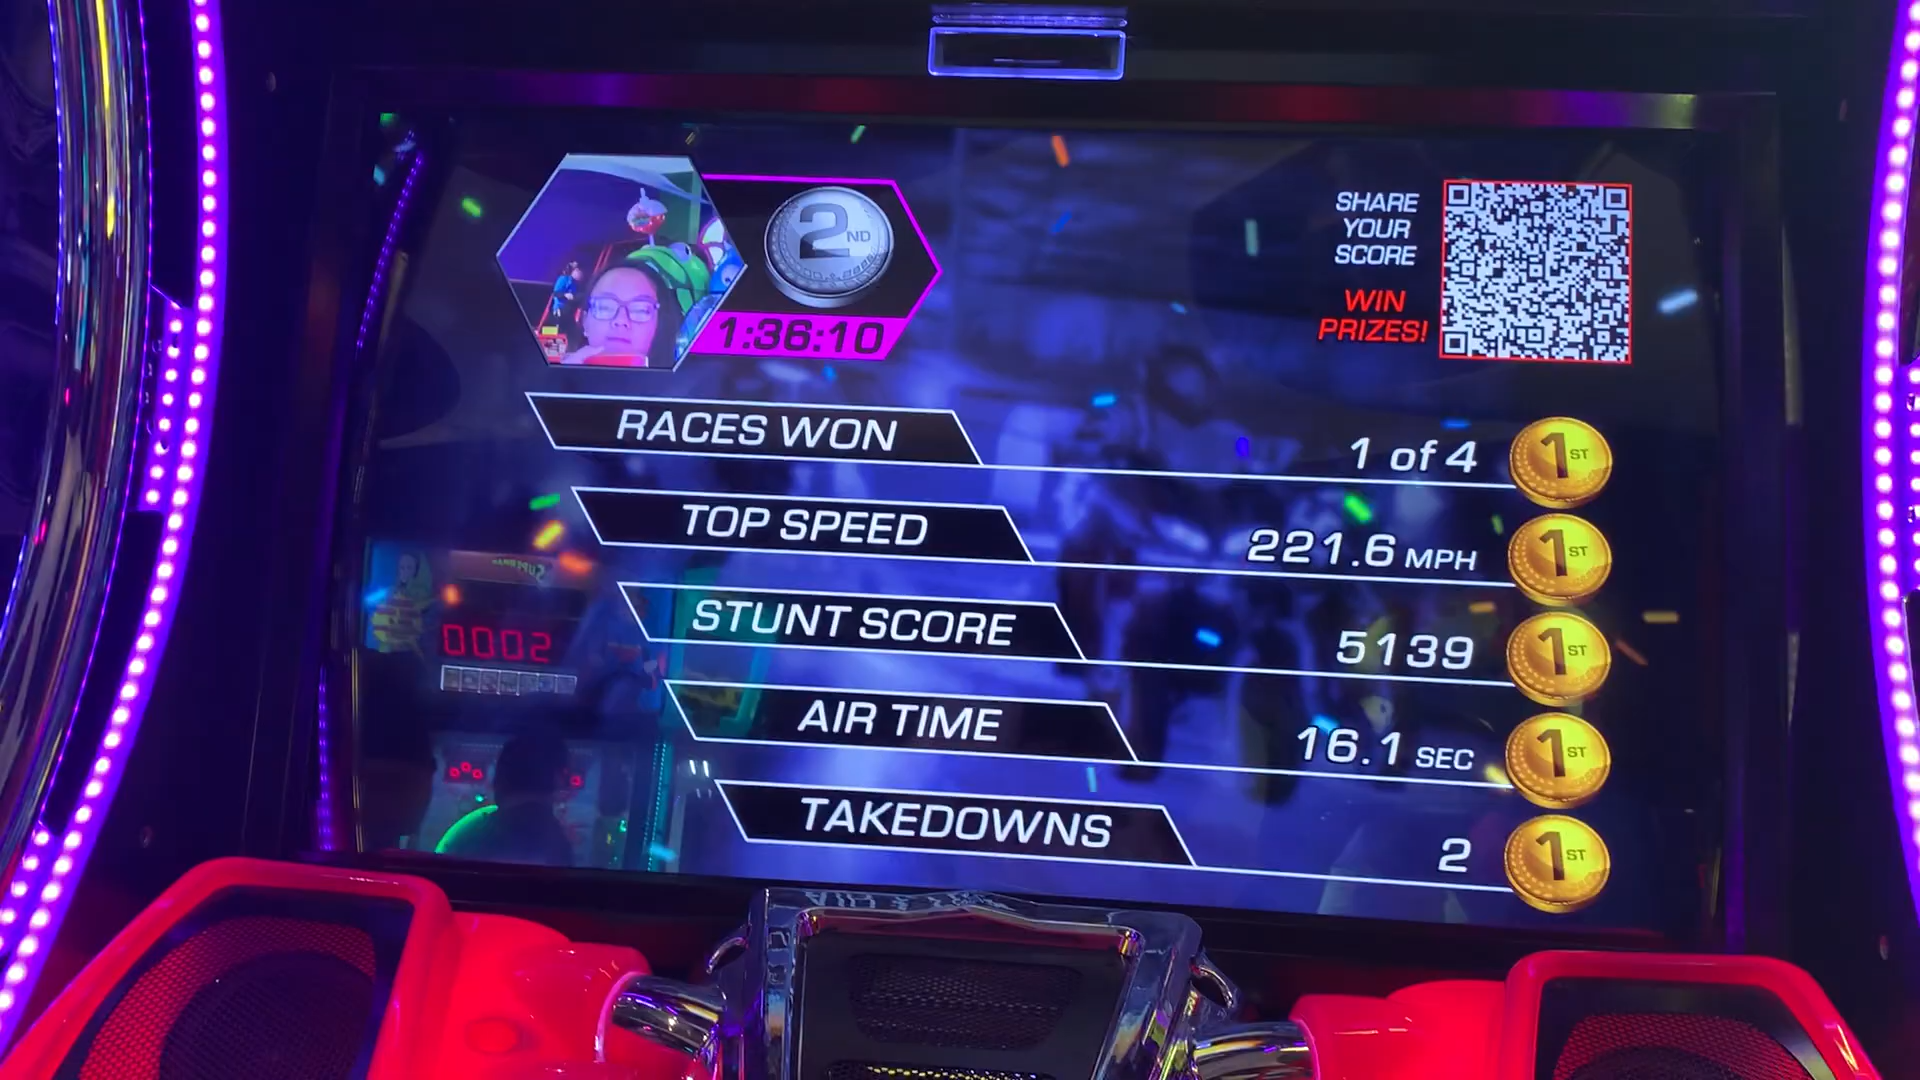 2ND
1:36:10
SHARE
YOUR
SCORE
WIN
PRIZES!
RACES WON 1 of 4 1ST
TOP SPEED 221.6 MPH 1ST
STUNT SCORE 5139 1ST
AIR TIME 16.1 SEC 1ST
TAKEDOWNS 2 1ST
SUPERMAN
0002